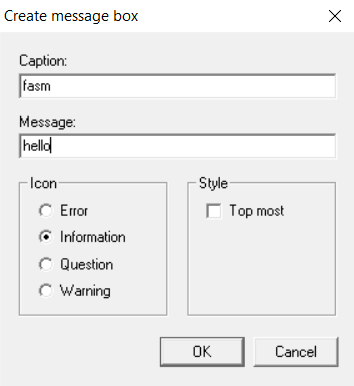 Create message box
Caption:
fasm
Message:
hello
Icon
Error
Information
Question
Warning
Style
Top most
OK
Cancel